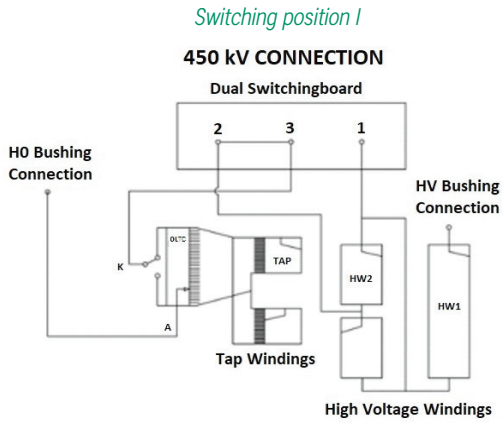 Switching position I
450 kV CONNECTION
Dual Switchingboard
2 3 1
H0 Bushing
Connection
HV Bushing
Connection
OLTC
K
TAP
HW2
HW1
A
Tap Windings
High Voltage Windings